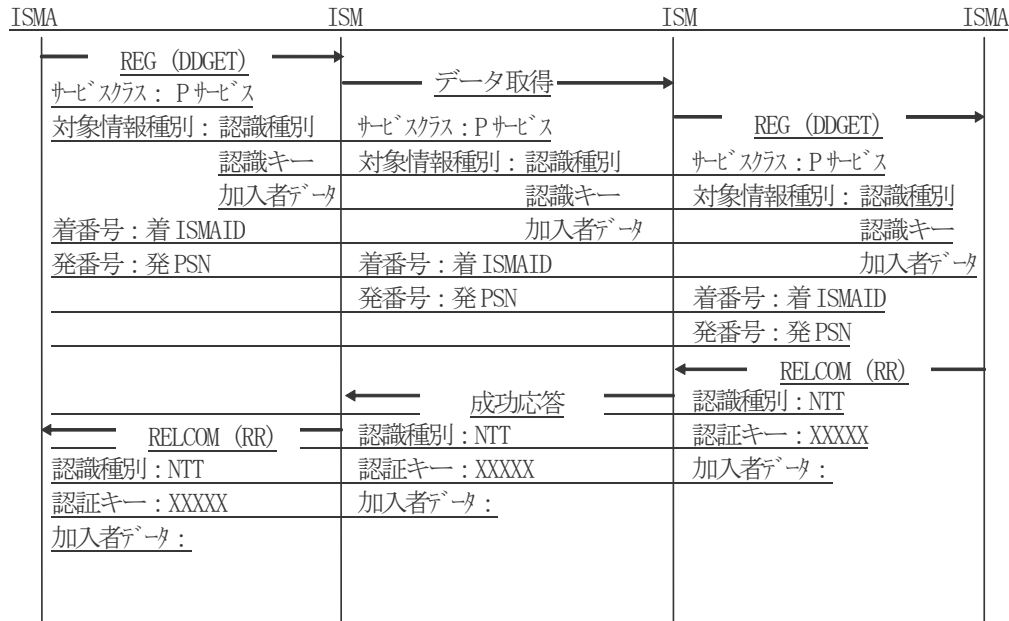 ISMA ISM ISM ISMA
REG (DDGET)
サービスクラス：Pサービス
対象情報種別：認識種別
認識キー
加入者データ
着番号：着ISMAID
発番号：発PSN
データ取得
サービスクラス：Pサービス
対象情報種別：認識種別
認識キー
加入者データ
着番号：着ISMAID
発番号：発PSN
REG (DDGET)
サービスクラス：Pサービス
対象情報種別：認識種別
認識キー
加入者データ
着番号：着ISMAID
発番号：発PSN
RELCOM (RR)
認識種別：NTT
認証キー：XXXXX
加入者データ：
成功応答
認識種別：NTT
認証キー：XXXXX
加入者データ：
RELCOM (RR)
認識種別：NTT
認証キー：XXXXX
加入者データ：